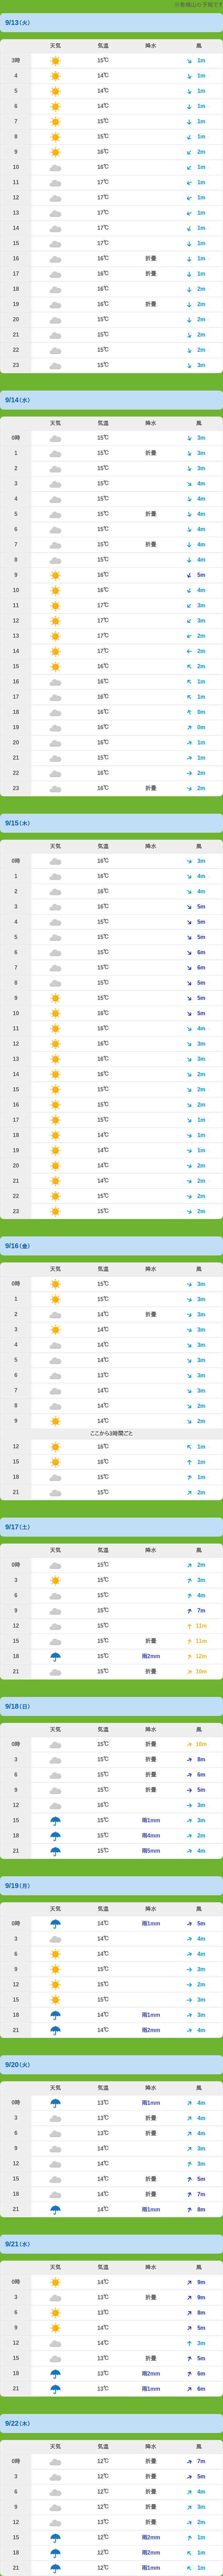 9/13(火)
天気 気温 降水 風
3時 15℃ 1m
4 14℃ 1m
5 14℃ 1m
6 14℃ 1m
7 15℃ 1m
8 15℃ 1m
9 16℃ 2m
10 16℃ 1m
11 17℃ 1m
12 17℃ 1m
13 17℃ 1m
14 17℃ 1m
15 17℃ 1m
16 16℃ 折畳 1m
17 16℃ 折畳 1m
18 16℃ 2m
19 16℃ 折畳 2m
20 15℃ 2m
21 15℃ 2m
22 15℃ 2m
23 15℃ 3m
9/14(水)
天気 気温 降水 風
0時 15℃ 3m
1 15℃ 折畳 3m
2 15℃ 3m
3 15℃ 4m
4 15℃ 4m
5 15℃ 折畳 4m
6 15℃ 4m
7 15℃ 折畳 4m
8 15℃ 4m
9 16℃ 5m
10 16℃ 4m
11 17℃ 3m
12 17℃ 3m
13 17℃ 2m
14 17℃ 2m
15 16℃ 2m
16 16℃ 1m
17 16℃ 1m
18 16℃ 0m
19 16℃ 0m
20 16℃ 1m
21 15℃ 1m
22 16℃ 2m
23 16℃ 折畳 2m
9/15(木)
天気 気温 降水 風
0時 16℃ 3m
1 16℃ 4m
2 16℃ 4m
3 16℃ 5m
4 15℃ 5m
5 15℃ 5m
6 15℃ 6m
7 15℃ 6m
8 15℃ 5m
9 15℃ 5m
10 15℃ 5m
11 16℃ 4m
12 16℃ 3m
13 16℃ 3m
14 16℃ 2m
15 15℃ 2m
16 15℃ 2m
17 15℃ 1m
18 14℃ 1m
19 14℃ 1m
20 14℃ 2m
21 14℃ 2m
22 15℃ 2m
23 15℃ 2m
9/16(金)
天気 気温 降水 風
0時 15℃ 3m
1 15℃ 3m
2 14℃ 折畳 3m
3 14℃ 3m
4 14℃ 3m
5 14℃ 3m
6 13℃ 3m
7 14℃ 3m
8 14℃ 2m
9 14℃ 2m
ここから3時間ごと
12 16℃ 1m
15 16℃ 1m
18 15℃ 1m
21 15℃ 2m
9/17(土)
天気 気温 降水 風
0時 15℃ 2m
3 15℃ 3m
6 15℃ 4m
9 15℃ 7m
12 15℃ 11m
15 15℃ 折畳 11m
18 15℃ 雨2mm 12m
21 15℃ 折畳 10m
9/18(日)
天気 気温 降水 風
0時 15℃ 折畳 10m
3 15℃ 折畳 8m
6 15℃ 折畳 6m
9 15℃ 折畳 5m
12 16℃ 3m
15 15℃ 雨1mm 3m
18 15℃ 雨4mm 2m
21 15℃ 雨5mm 4m
9/19(月)
天気 気温 降水 風
0時 14℃ 雨1mm 5m
3 14℃ 4m
6 14℃ 4m
9 15℃ 3m
12 15℃ 2m
15 15℃ 3m
18 14℃ 雨1mm 3m
21 14℃ 雨2mm 4m
9/20(火)
天気 気温 降水 風
0時 13℃ 雨1mm 4m
3 13℃ 折畳 4m
6 13℃ 折畳 4m
9 14℃ 3m
12 14℃ 3m
15 14℃ 折畳 5m
18 14℃ 折畳 7m
21 14℃ 雨1mm 8m
9/21(水)
天気 気温 降水 風
0時 14℃ 9m
3 13℃ 折畳 9m
6 13℃ 8m
9 14℃ 5m
12 14℃ 3m
15 13℃ 折畳 5m
18 13℃ 雨2mm 6m
21 13℃ 雨1mm 6m
9/22(木)
天気 気温 降水 風
0時 12℃ 折畳 7m
3 12℃ 折畳 5m
6 12℃ 折畳 4m
9 12℃ 折畳 3m
12 13℃ 折畳 2m
15 12℃ 雨2mm 1m
18 12℃ 雨2mm 1m
21 12℃ 雨1mm 1m